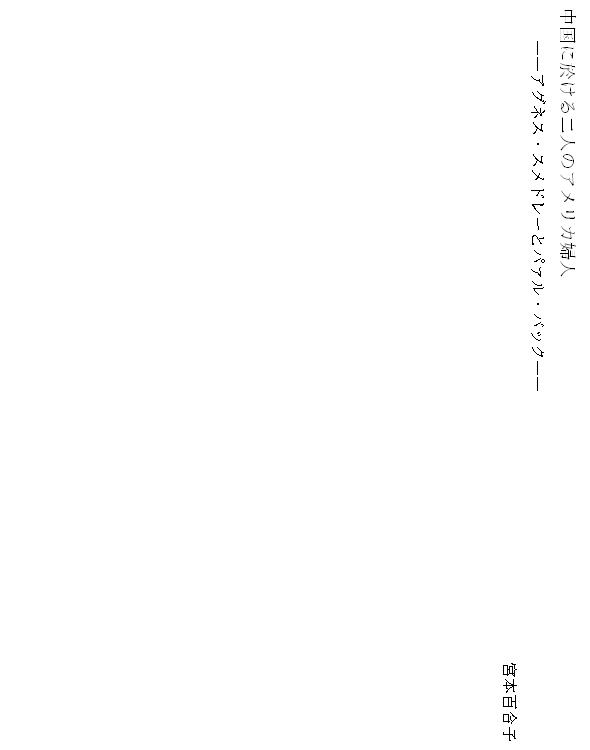 中国に於ける二人のアメリカ婦人
――アグネス・スメドレーとパァル・バック――
宮本百合子